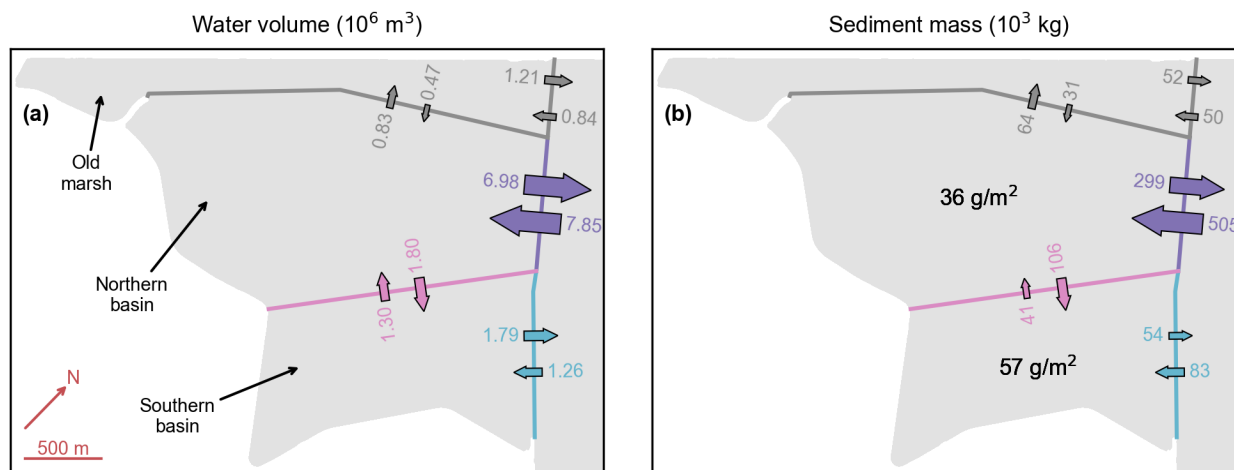 Water volume (10⁶ m³)
(a)
Old
marsh
Northern
basin
Southern
basin
N
500 m
0.83
0.47
1.21
0.84
6.98
7.85
1.30
1.80
1.79
1.26
Sediment mass (10³ kg)
(b)
64
31
52
50
36 g/m²
299
505
41
106
57 g/m²
54
83